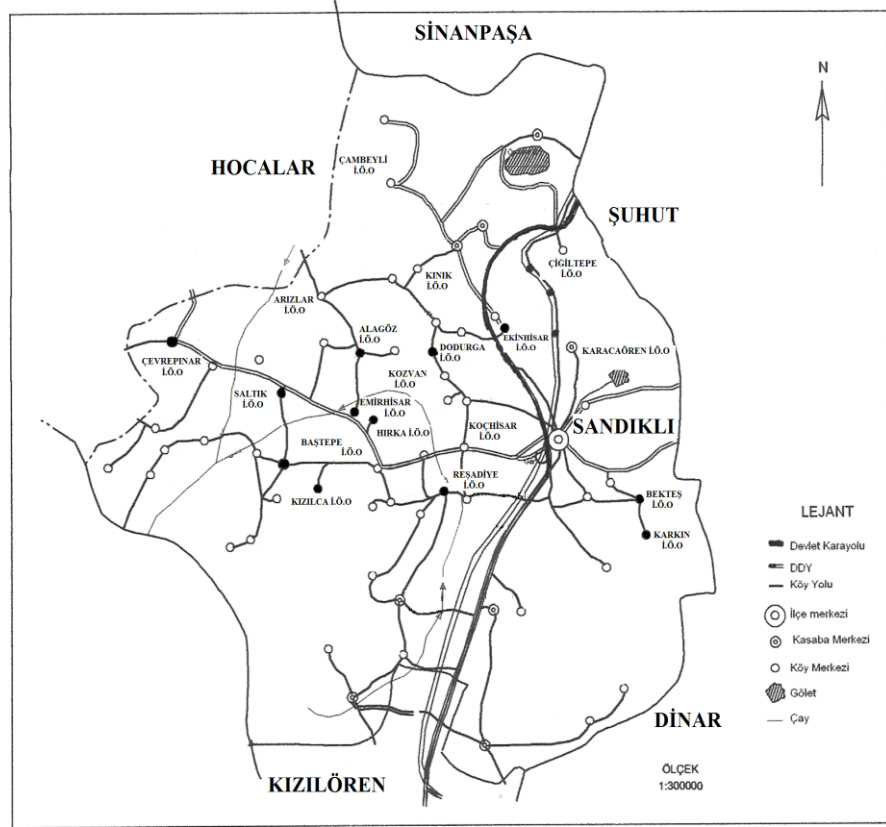 SİNANPAŞA
N
HOCALAR
ÇAMBEYLİ
İ.Ö.O
ŞUHUT
ÇİĞİLTEPE
İ.Ö.O
KINIK
İ.Ö.O
ARIZLAR
İ.Ö.O
ALAGÖZ
İ.Ö.O
DODURGA
İ.Ö.O
EKİNHİSAR
İ.Ö.O
KARACAÖREN İ.Ö.O
ÇEVREPINAR
İ.Ö.O
KOZVAN
İ.Ö.O
SALTIK
İ.Ö.O
EMİRHİSAR
İ.Ö.O
HIRKA İ.Ö.O
KOÇHİSAR
İ.Ö.O
SANDIKLI
BAŞTEPE
İ.Ö.O
REŞADİYE
İ.Ö.O
KIZILCA İ.Ö.O
BEKTEŞ
İ.Ö.O
KARKIN
İ.Ö.O
LEJANT
Devlet Karayolu
DDY
Köy Yolu
İlçe merkezi
Kasaba Merkezi
Köy Merkezi
Gölet
Çay
DİNAR
KIZILÖREN
ÖLÇEK
1:300000